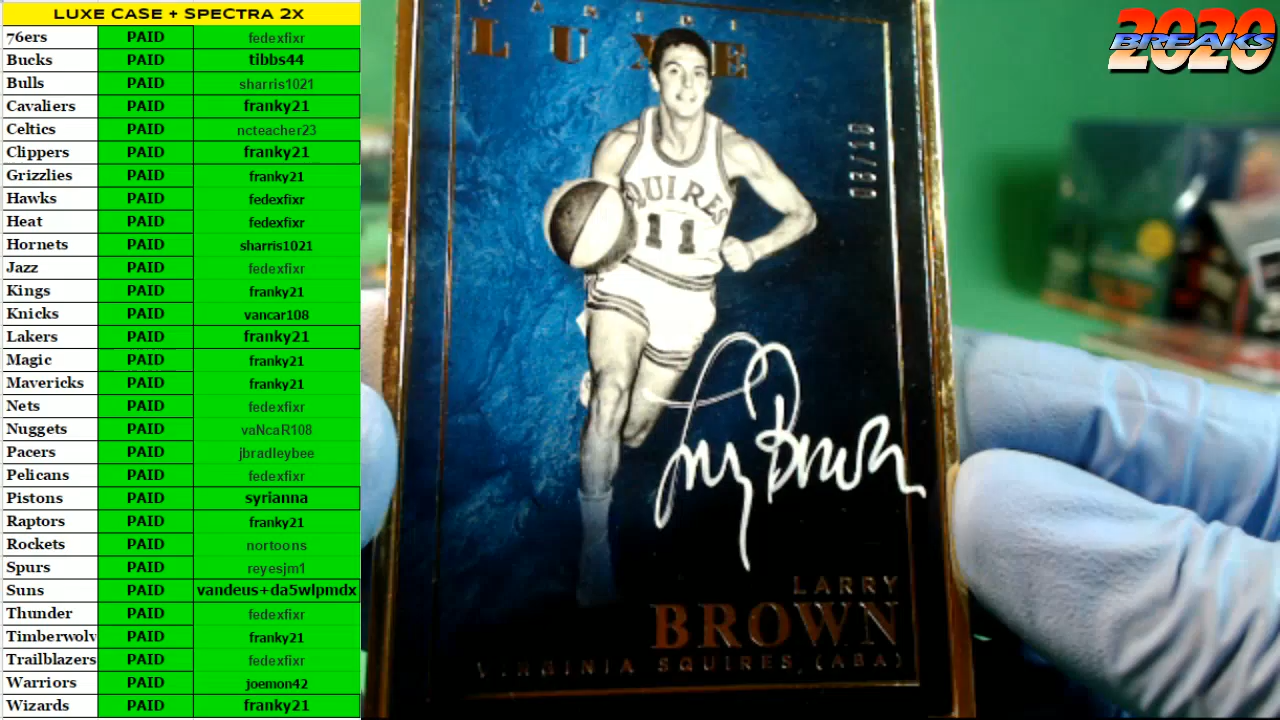 LUXE CASE + SPECTRA 2X
76ers PAID fedexfixr
Bucks PAID tibbs44
Bulls PAID sharris1021
Cavaliers PAID franky21
Celtics PAID ncteacher23
Clippers PAID franky21
Grizzlies PAID franky21
Hawks PAID fedexfixr
Heat PAID fedexfixr
Hornets PAID sharris1021
Jazz PAID fedexfixr
Kings PAID franky21
Knicks PAID vancar108
Lakers PAID franky21
Magic PAID franky21
Mavericks PAID franky21
Nets PAID fedexfixr
Nuggets PAID vaNcaR108
Pacers PAID jbradleybee
Pelicans PAID fedexfixr
Pistons PAID syrianna
Raptors PAID franky21
Rockets PAID nortoons
Spurs PAID reyesjm1
Suns PAID vandeus+da5wlpmdx
Thunder PAID fedexfixr
Timberwolv PAID franky21
Trailblazers PAID fedexfixr
Warriors PAID joemon42
Wizards PAID franky21
PANINI
LUXE
SQUIRES
11
Larry Brown
LARRY
BROWN
VIRGINIA SQUIRES (ABA)
2020
BREAKS